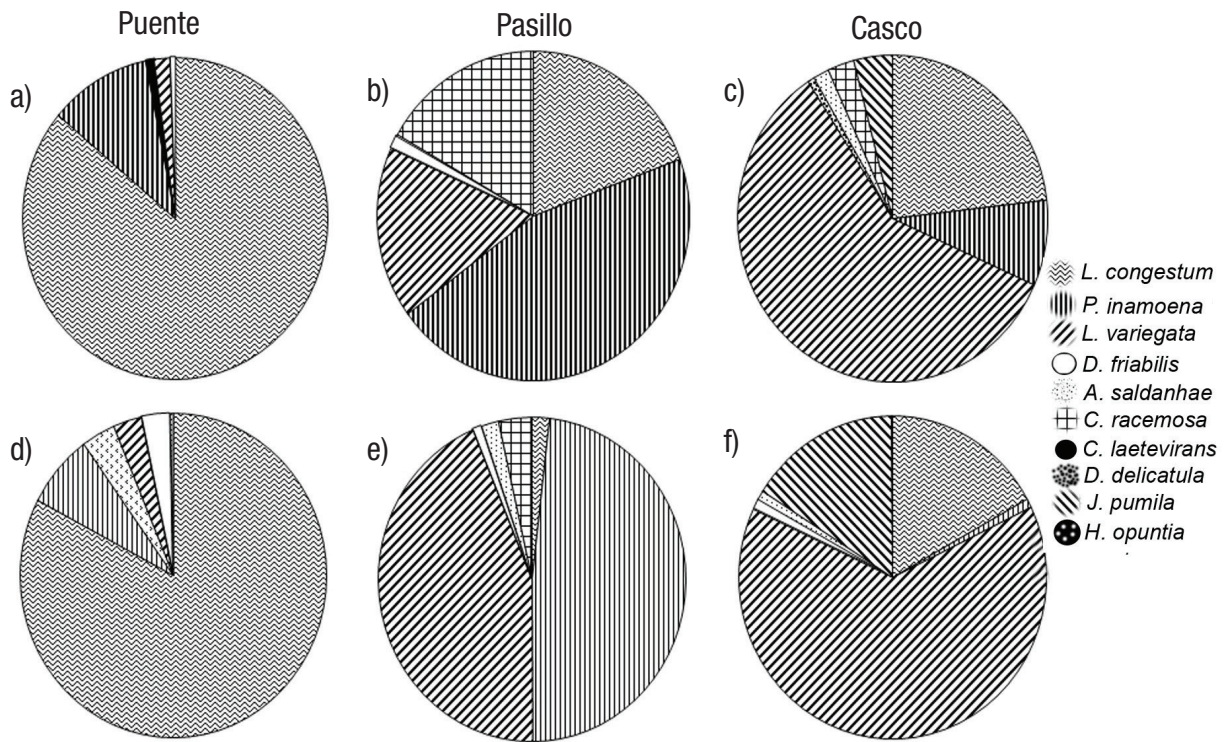 Puente
Pasillo
Casco
a)
b)
c)
L. congestum
P. inamoena
L. variegata
D. friabilis
A. saldanhae
C. racemosa
C. laetevirans
D. delicatula
J. pumila
H. opuntia
d)
e)
f)